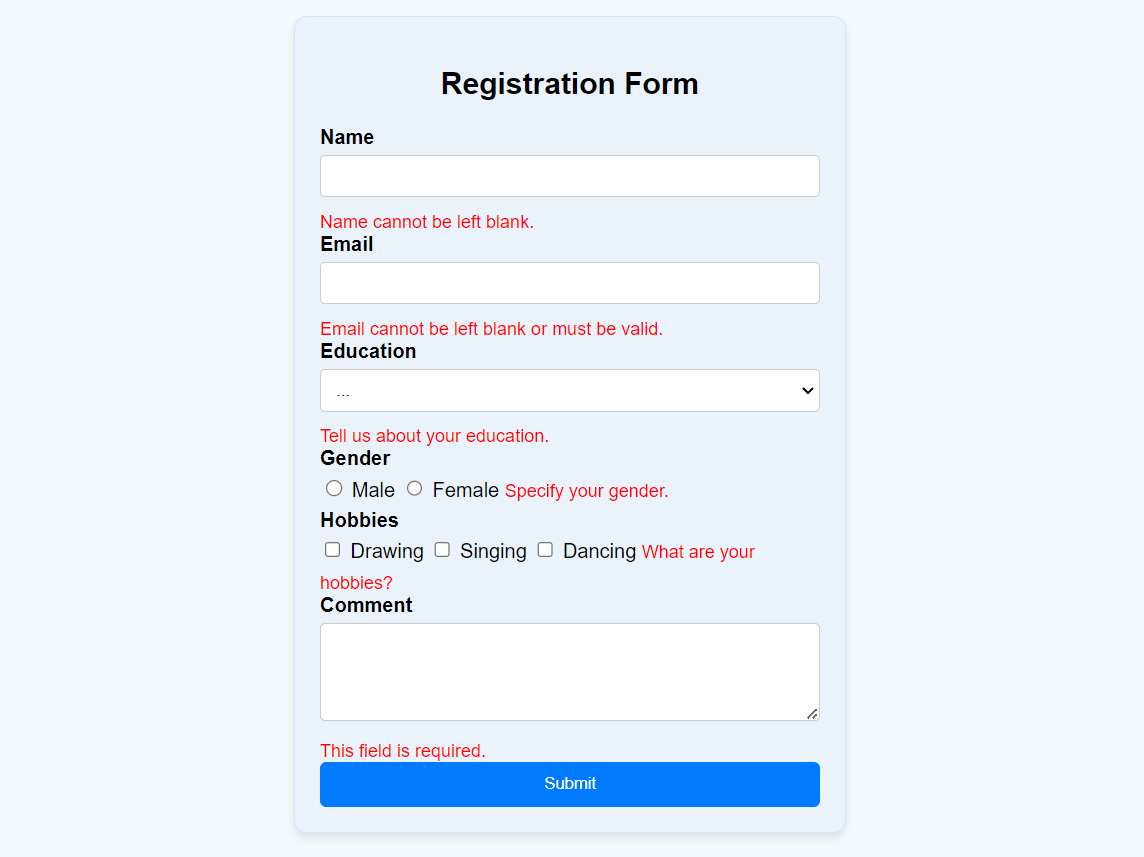 Registration Form
Name
Name cannot be left blank.
Email
Email cannot be left blank or must be valid.
Education
...
Tell us about your education.
Gender
Male Female Specify your gender.
Hobbies
Drawing Singing Dancing What are your
hobbies?
Comment
This field is required.
Submit